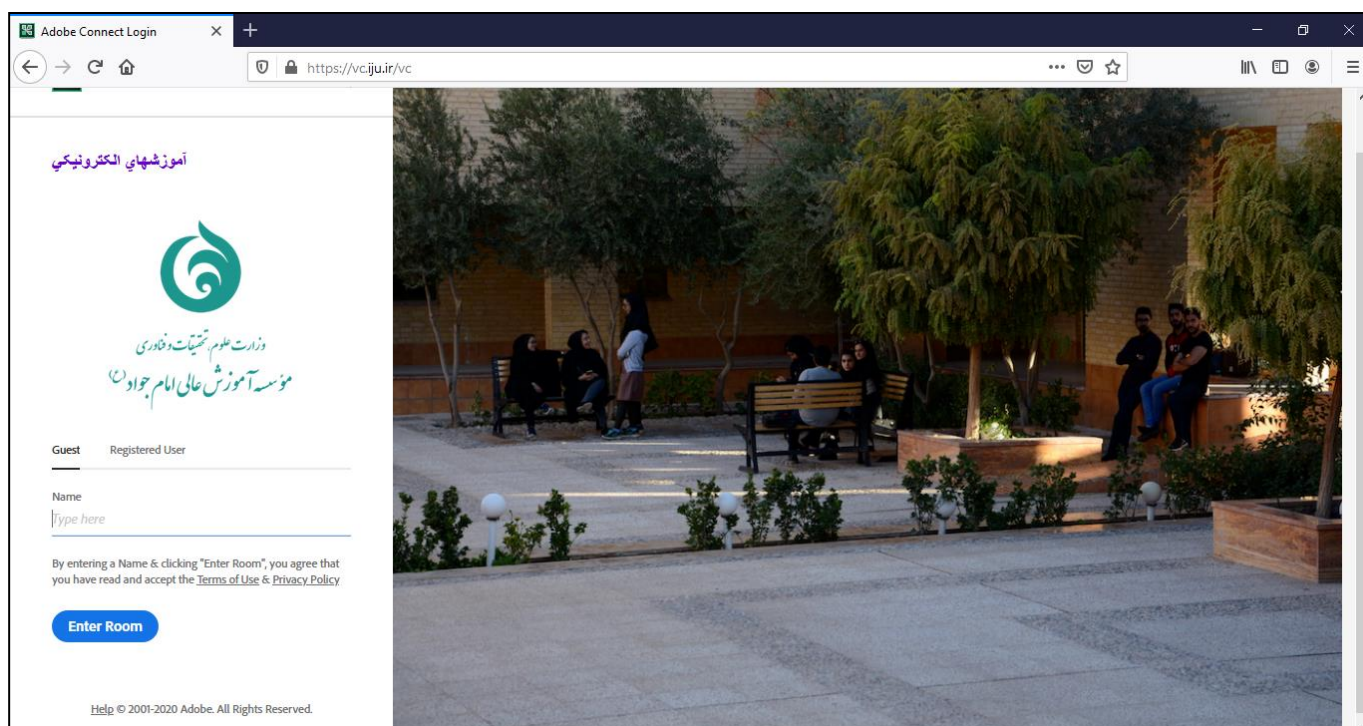 Adobe Connect Login
https://vc.iju.ir/vc
آموزشهاي الكترونيكي
وزارت علوم، تحقیقات و فناوری
مؤسسه آموزش عالی امام جواد (ع)
Guest Registered User
Name
Type here
By entering a Name & clicking "Enter Room", you agree that
you have read and accept the Terms of Use & Privacy Policy
Enter Room
Help © 2001-2020 Adobe. All Rights Reserved.